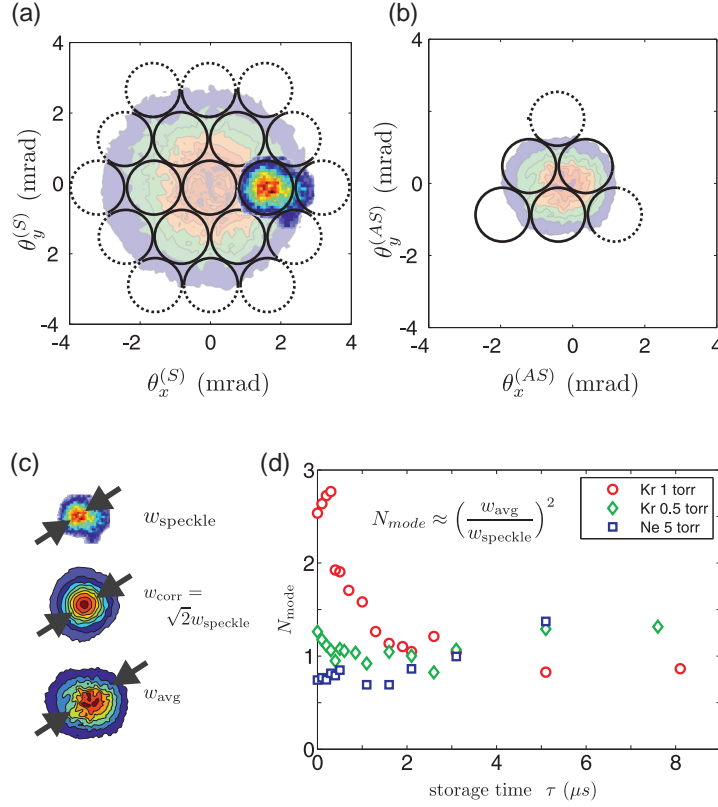 (a)
(b)
4
2
0
2
-4
-4
-2
0
2
4
θ_y^(S) (mrad)
θ_x^(S) (mrad)
4
2
0
-2
-4
-4
-2
0
2
4
θ_y^(AS) (mrad)
θ_x^(AS) (mrad)
(c)
w_speckle
w_corr =
√2w_speckle
w_avg
(d)
3
2
1
0
N_mode
N_mode ≈ (w_avg/w_speckle)^2
Kr 1 torr
Kr 0.5 torr
Ne 5 torr
0
2
4
6
8
storage time τ (μs)